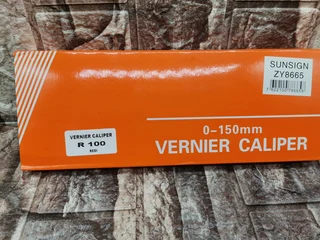 SUNSIGN
ZY8665
VERNIER CALIPER
R 100
0-150mm
VERNIER CALIPER